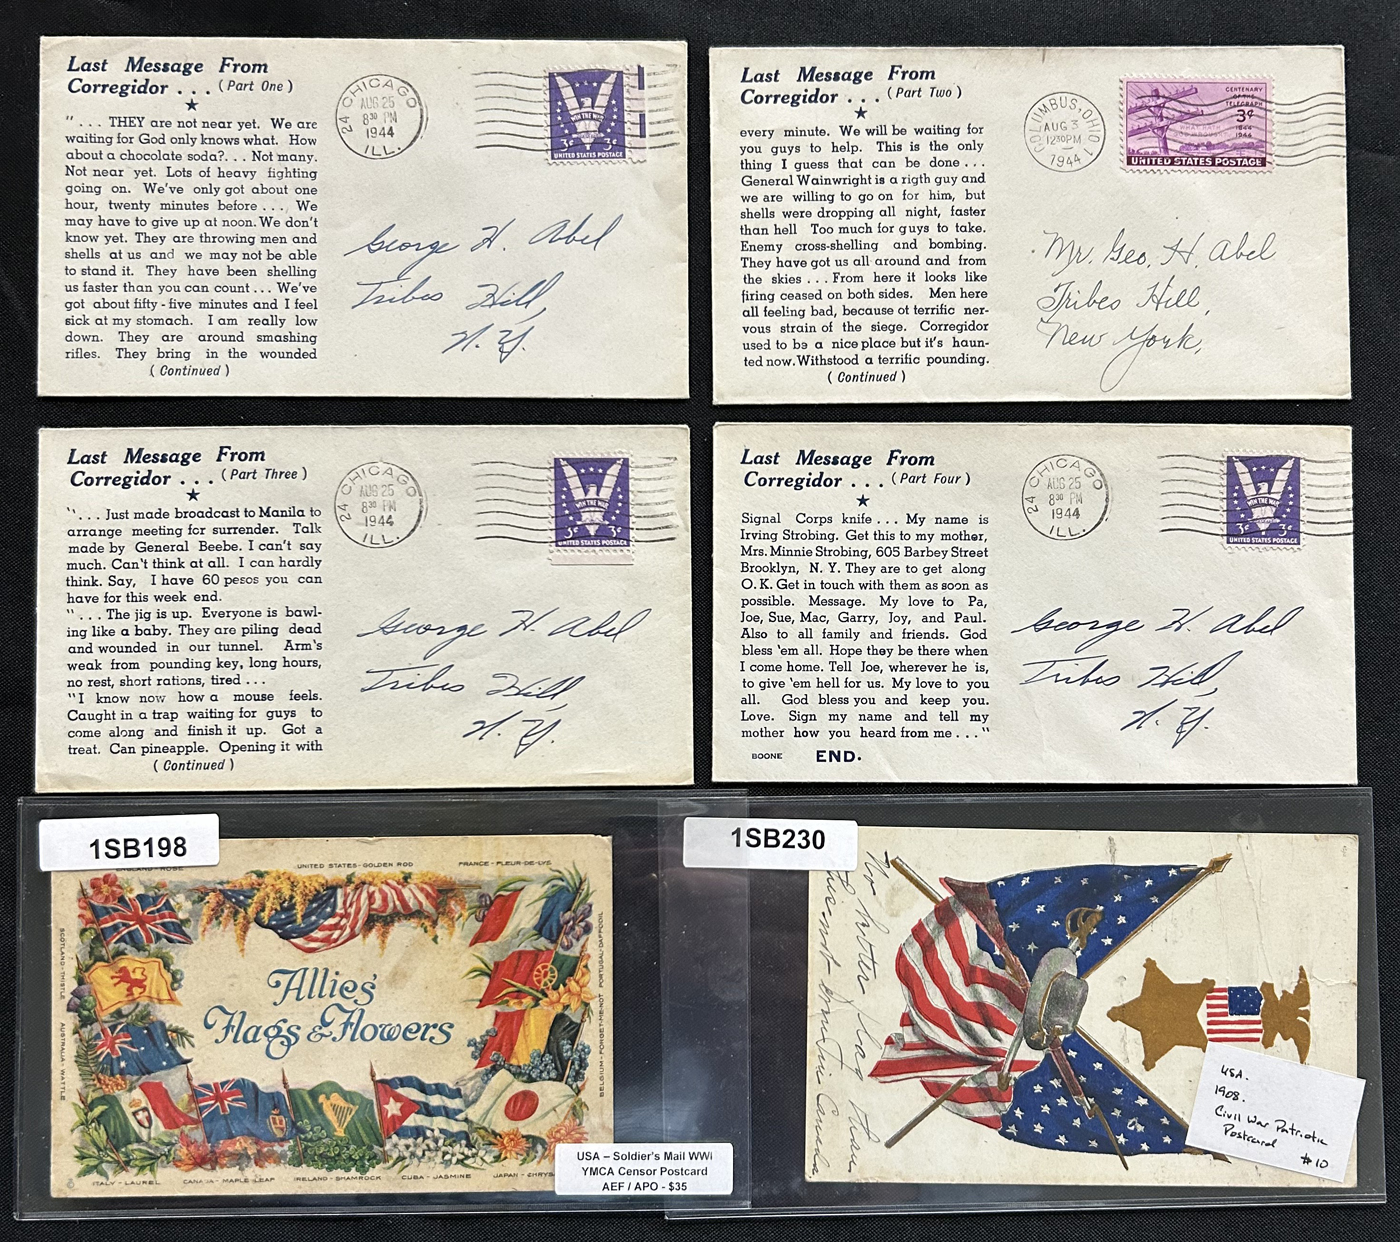 Last Message From
Corregidor . . . ( Part One )
" . . . THEY are not near yet. We are
waiting for God only knows what. How
about a chocolate soda?. . . Not many.
Not near yet. Lots of heavy fighting
going on. We've only got about one
hour, twenty minutes before . . . We
may have to give up at noon. We don't
know yet. They are throwing men and
shells at us and we may not be able
to stand it. They have been shelling
us faster than you can count . . . We've
got about fifty-five minutes and I feel
sick at my stomach. I am really low
down. They are around smashing
rifles. They bring in the wounded
( Continued )
24 CHICAGO
AUG 25
8 30 PM
1944
ILL.
WIN THE WAR
3¢ 3¢
UNITED STATES POSTAGE
George H. Abel
Tribes Hill,
N.Y.
Last Message From
Corregidor . . . ( Part Two )
every minute. We will be waiting for
you guys to help. This is the only
thing I guess that can be done . . .
General Wainwright is a rigth guy and
we are willing to go on for him, but
shells were dropping all night, faster
than hell Too much for guys to take.
Enemy cross-shelling and bombing.
They have got us all around and from
the skies . . . From here it looks like
firing ceased on both sides. Men here
all feeling bad, because ot terrific ner-
vous strain of the siege. Corregidor
used to be a nice place but it's haun-
ted now. Withstood a terrific pounding.
( Continued )
COLUMBUS, OHIO
AUG 3
12 30 PM
1944
CENTENARY
OF THE
TELEGRAPH
3¢
1844
1944
WHAT HATH
GOD WROUGHT
UNITED STATES POSTAGE
Mr. Geo. H. Abel
Tribes Hill,
New York,
Last Message From
Corregidor . . . ( Part Three )
" . . . Just made broadcast to Manila to
arrange meeting for surrender. Talk
made by General Beebe. I can't say
much. Can't think at all. I can hardly
think. Say, I have 60 pesos you can
have for this week end.
" . . . The jig is up. Everyone is bawl-
ing like a baby. They are piling dead
and wounded in our tunnel. Arm's
weak from pounding key, long hours,
no rest, short rations, tired . . .
"I know now how a mouse feels.
Caught in a trap waiting for guys to
come along and finish it up. Got a
treat. Can pineapple. Opening it with
( Continued )
24 CHICAGO
AUG 25
8 30 PM
1944
ILL.
WIN THE WAR
3¢ 3¢
UNITED STATES POSTAGE
George H. Abel
Tribes Hill,
N.Y.
Last Message From
Corregidor . . . ( Part Four )
Signal Corps knife . . . My name is
Irving Strobing. Get this to my mother,
Mrs. Minnie Strobing, 605 Barbey Street
Brooklyn, N. Y. They are to get along
O. K. Get in touch with them as soon as
possible. Message. My love to Pa,
Joe, Sue, Mac, Garry, Joy, and Paul.
Also to all family and friends. God
bless 'em all. Hope they be there when
I come home. Tell Joe, wherever he is,
to give 'em hell for us. My love to you
all. God bless you and keep you.
Love. Sign my name and tell my
mother how you heard from me . . . "
BOONE END.
24 CHICAGO
AUG 25
8 30 PM
1944
ILL.
WIN THE WAR
3¢ 3¢
UNITED STATES POSTAGE
George H. Abel
Tribes Hill,
N.Y.
1SB198
ENGLAND-ROSE
UNITED STATES-GOLDEN ROD
FRANCE-FLEUR-DE-LYS
SCOTLAND-THISTLE
AUSTRALIA-WATTLE
PORTUGAL-DAFFODIL
BELGIUM-FORGET-ME-NOT
Allies'
Flags & Flowers
ITALY-LAUREL
CANADA-MAPLE LEAF
IRELAND-SHAMROCK
CUBA-JASMINE
JAPAN-CHRYS
USA – Soldier's Mail WWI
YMCA Censor Postcard
AEF / APO - $35
1SB230
No better flag than
this not even the Canada
USA.
1908.
Civil War Patriotic
Postcard
#10